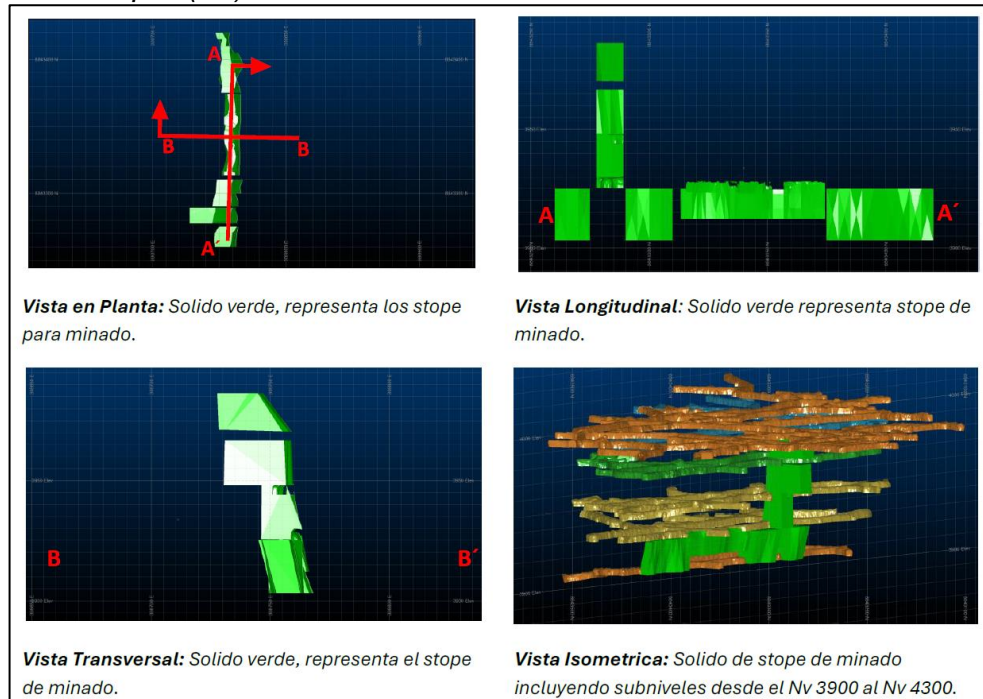 A
B
B
A´
A
A´
Vista en Planta: Solido verde, representa los stope
para minado.
Vista Longitudinal: Solido verde representa stope de
minado.
B
B´
Vista Transversal: Solido verde, representa el stope
de minado.
Vista Isometrica: Solido de stope de minado
incluyendo subniveles desde el Nv 3900 al Nv 4300.